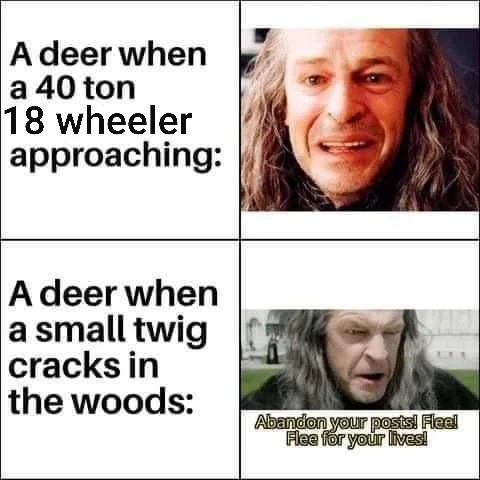 A deer when
a 40 ton
18 wheeler
approaching:
A deer when
a small twig
cracks in
the woods:
Abandon your posts! Flee!
Flee for your lives!